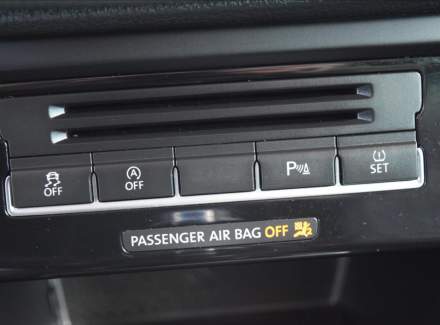 OFF
A
OFF
P
SET
PASSENGER AIR BAG OFF